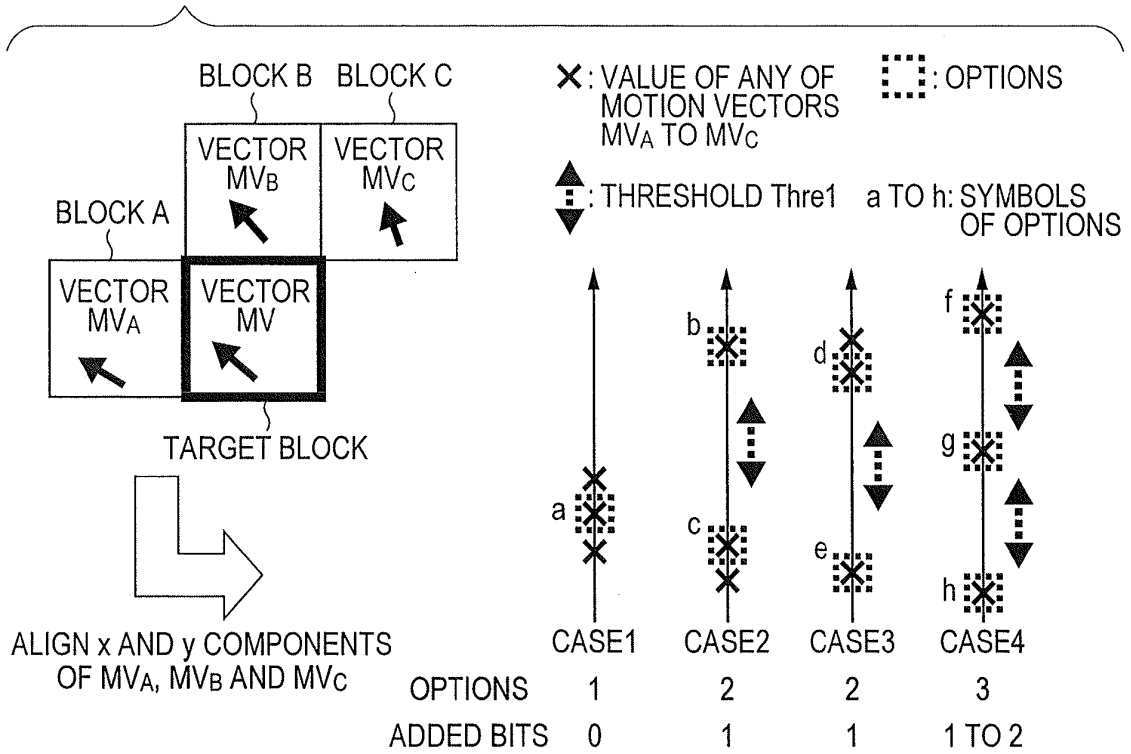 BLOCK B
BLOCK C
VECTOR MVB
VECTOR MVC
BLOCK A
VECTOR MVA
VECTOR MV
TARGET BLOCK
ALIGN x AND y COMPONENTS
OF MVA, MVB AND MVC
×: VALUE OF ANY OF
MOTION VECTORS
MVA TO MVC
: OPTIONS
: THRESHOLD Thre1
a TO h: SYMBOLS
OF OPTIONS
a
b
c
d
e
f
g
h
CASE1 CASE2 CASE3 CASE4
OPTIONS 1 2 2 3
ADDED BITS 0 1 1 1 TO 2